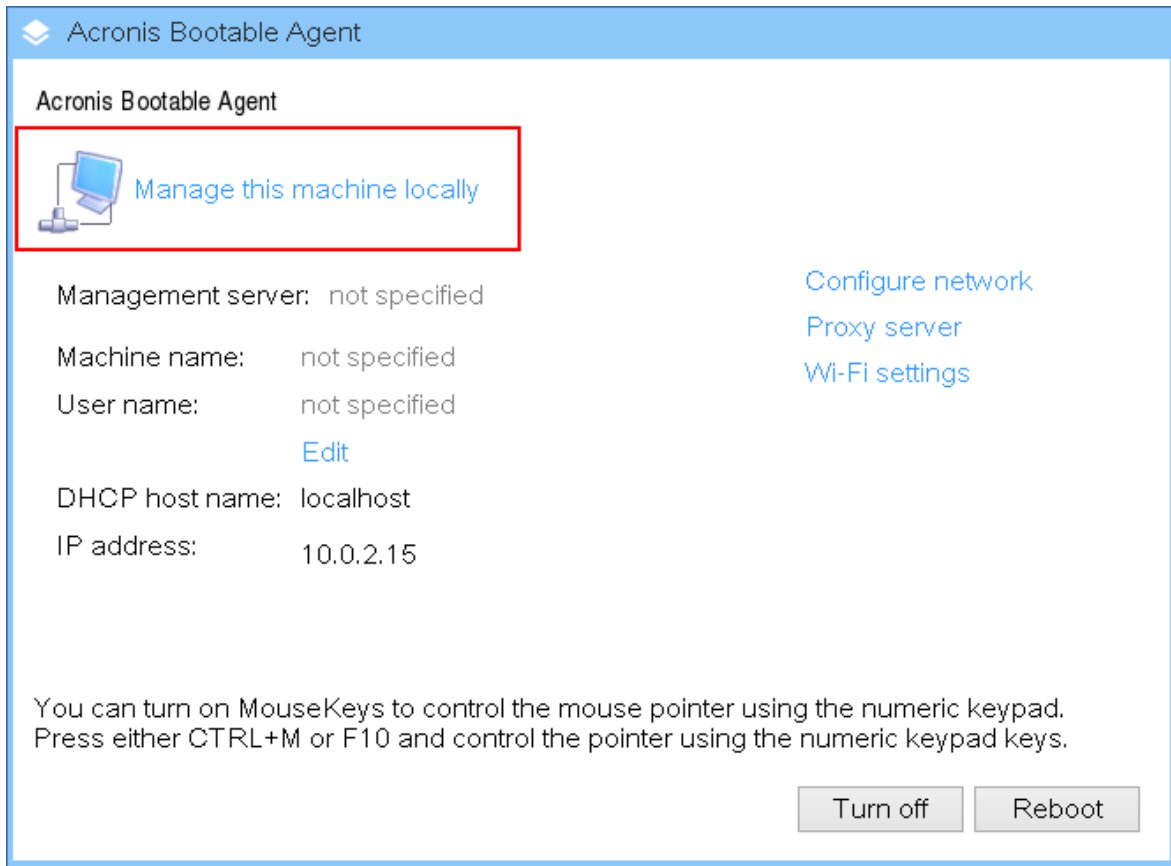 Acronis Bootable Agent
Acronis Bootable Agent
Manage this machine locally
Management server: not specified
Machine name: not specified
User name: not specified
Edit
DHCP host name: localhost
IP address: 10.0.2.15
Configure network
Proxy server
Wi-Fi settings
You can turn on MouseKeys to control the mouse pointer using the numeric keypad.
Press either CTRL+M or F10 and control the pointer using the numeric keypad keys.
Turn off Reboot